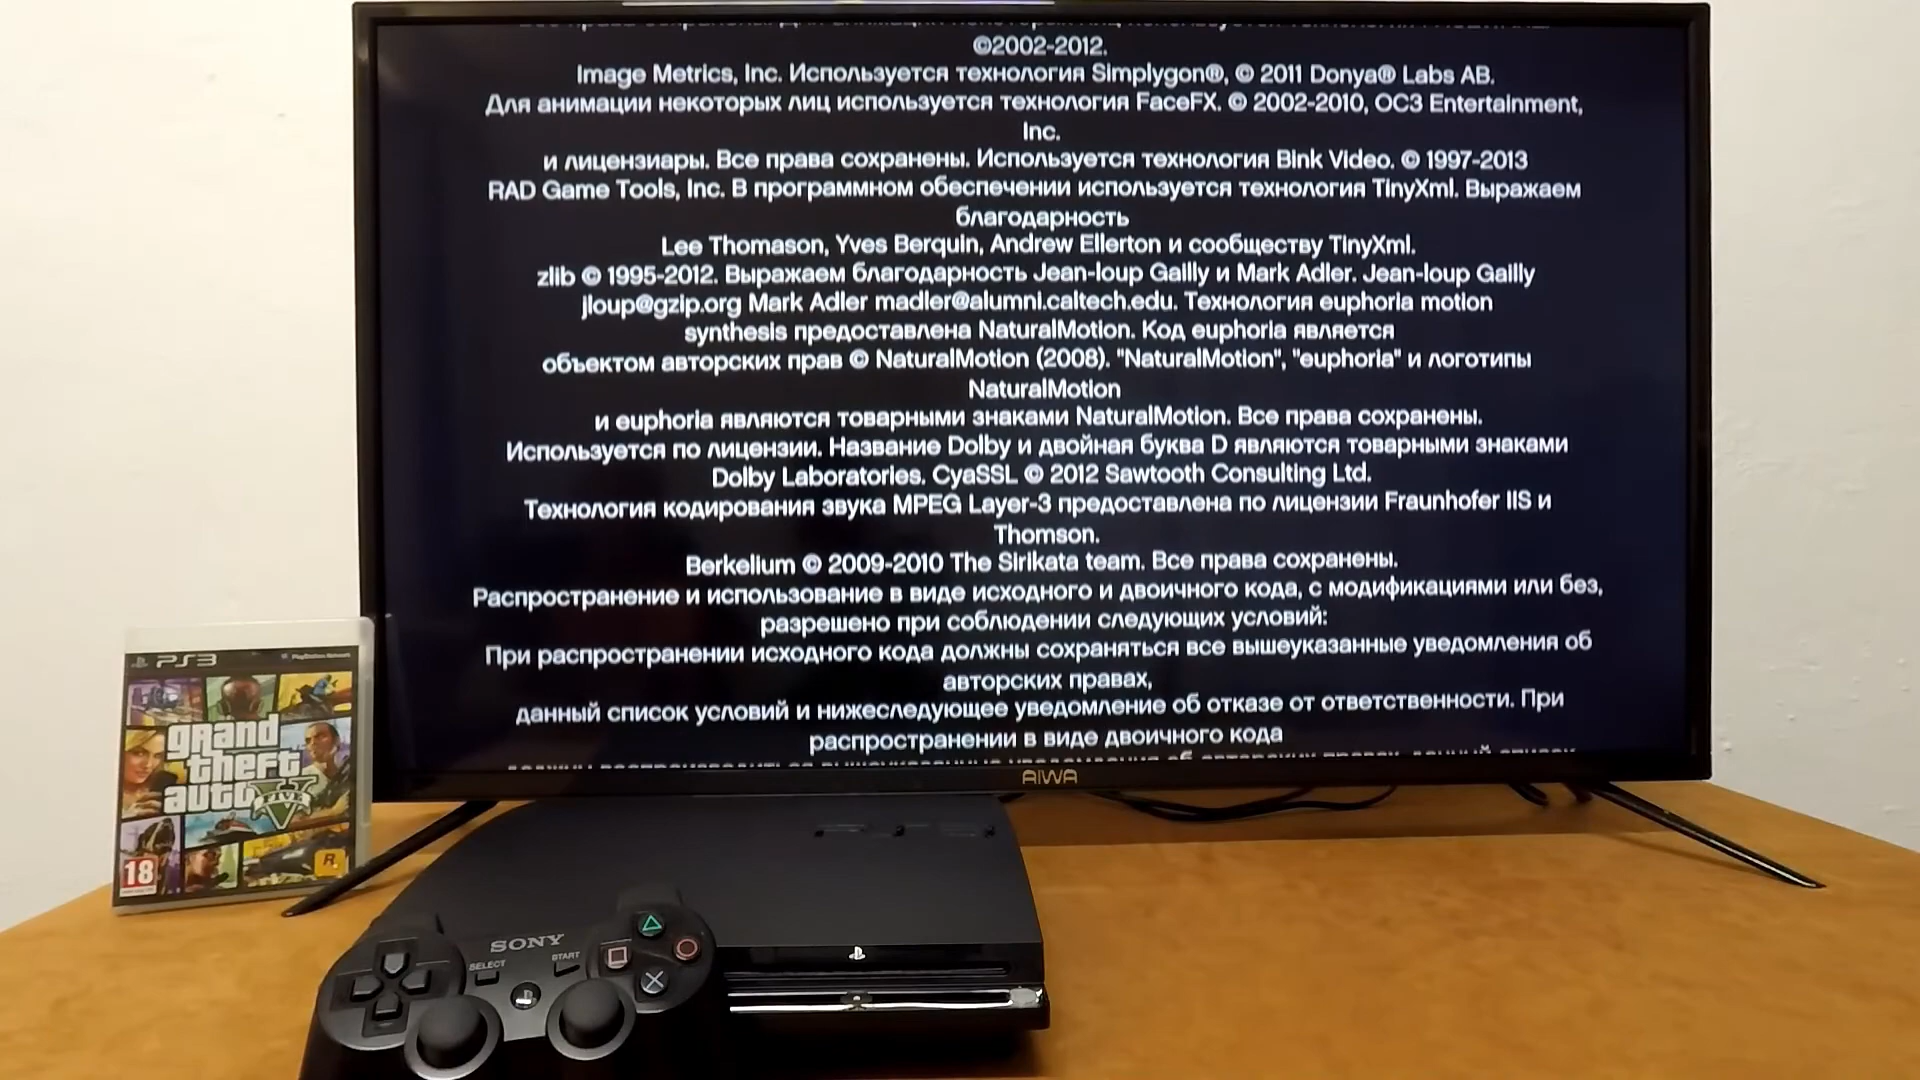 ©2002-2012.
Image Metrics, Inc. Используется технология Simplygon®, © 2011 Donya® Labs AB.
Для анимации некоторых лиц используется технология FaceFX. © 2002-2010, OC3 Entertainment,
Inc.
и лицензиары. Все права сохранены. Используется технология Bink Video. © 1997-2013
RAD Game Tools, Inc. В программном обеспечении используется технология TinyXml. Выражаем
благодарность
Lee Thomason, Yves Berquin, Andrew Ellerton и сообществу TinyXml.
zlib © 1995-2012. Выражаем благодарность Jean-loup Gailly и Mark Adler. Jean-loup Gailly
jloup@gzip.org Mark Adler madler@alumni.caltech.edu. Технология euphoria motion
synthesis предоставлена NaturalMotion. Код euphoria является
объектом авторских прав © NaturalMotion (2008). "NaturalMotion", "euphoria" и логотипы
NaturalMotion
и euphoria являются товарными знаками NaturalMotion. Все права сохранены.
Используется по лицензии. Название Dolby и двойная буква D являются товарными знаками
Dolby Laboratories. CyaSSL © 2012 Sawtooth Consulting Ltd.
Технология кодирования звука MPEG Layer-3 предоставлена по лицензии Fraunhofer IIS и
Thomson.
Berkelium © 2009-2010 The Sirikata team. Все права сохранены.
Распространение и использование в виде исходного и двоичного кода, с модификациями или без,
разрешено при соблюдении следующих условий:
При распространении исходного кода должны сохраняться все вышеуказанные уведомления об
авторских правах,
данный список условий и нижеследующее уведомление об отказе от ответственности. При
распространении в виде двоичного кода
AIWA
PS3
PlayStation Network
grand
theft
auto
V
FIVE
18
R
PS3
SONY
SELECT
START